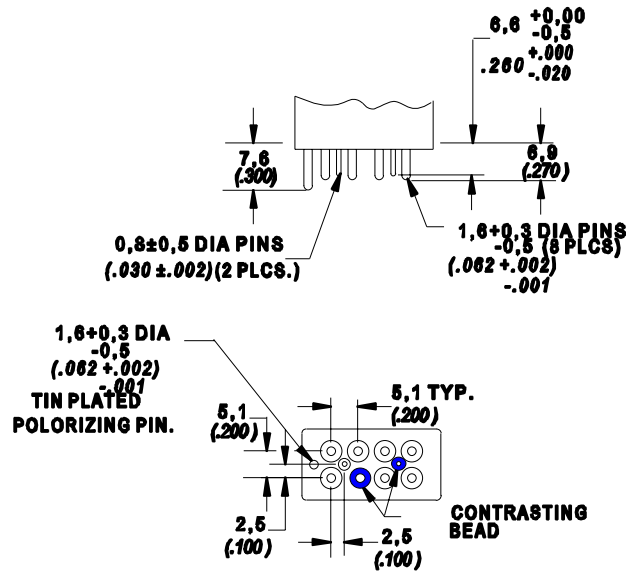 6,6 +0,00
-0,5
.260 +.000
-.020
7,6
(.300)
6,9
(.270)
0,8±0,5 DIA PINS
(.030 ±.002)(2 PLCS.)
1,6+0,3 DIA PINS
-0,5 (8 PLCS)
(.062 +.002)
-.001
1,6+0,3 DIA
-0,5
(.062 +.002)
-.001
TIN PLATED
POLORIZING PIN.
5,1
(.200)
5,1 TYP.
(.200)
2,5
(.100)
2,5
(.100)
CONTRASTING
BEAD